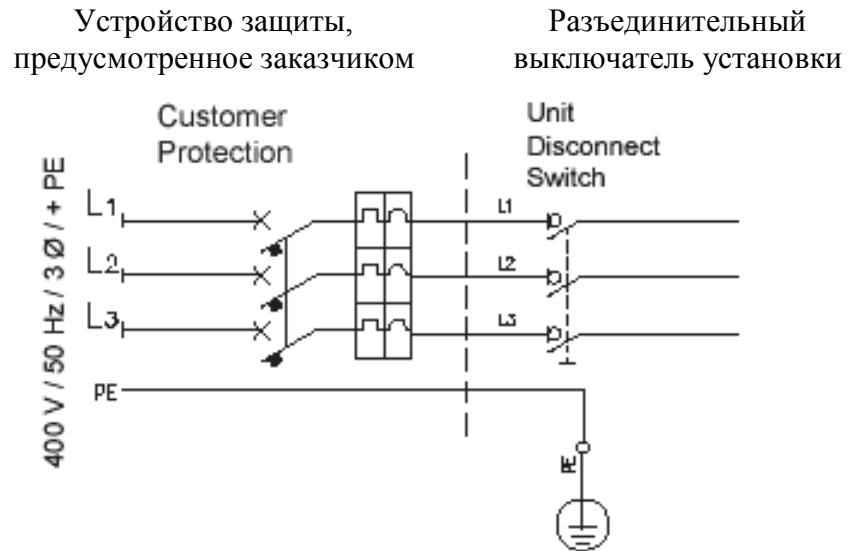 Устройство защиты,
предусмотренное заказчиком
Разъединительный
выключатель установки
Customer
Protection
Unit
Disconnect
Switch
400 V / 50 Hz / 3 Ø / + PE
L1
L2
L3
PE
L1
L2
L3
PE